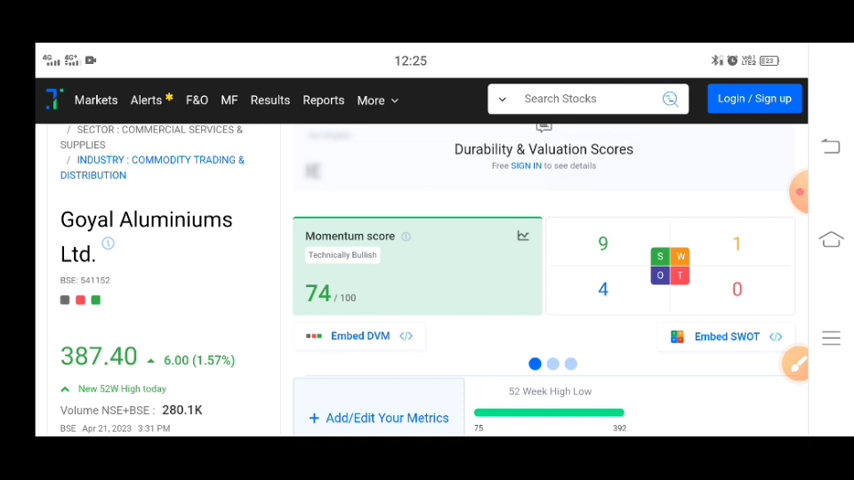 4G 4G+
12:25
Markets Alerts F&O MF Results Reports More Search Stocks Login / Sign up
/ SECTOR : COMMERCIAL SERVICES & SUPPLIES
/ INDUSTRY : COMMODITY TRADING & DISTRIBUTION
Goyal Aluminiums
Ltd.
BSE: 541152
387.40 6.00 (1.57%)
New 52W High today
Volume NSE+BSE : 280.1K
BSE Apr 21, 2023 3:31 PM
Durability & Valuation Scores
Free SIGN IN to see details
Momentum score
Technically Bullish
74 / 100
9 1
S W
O T
4 0
Embed DVM
Embed SWOT
+ Add/Edit Your Metrics
52 Week High Low
75 392